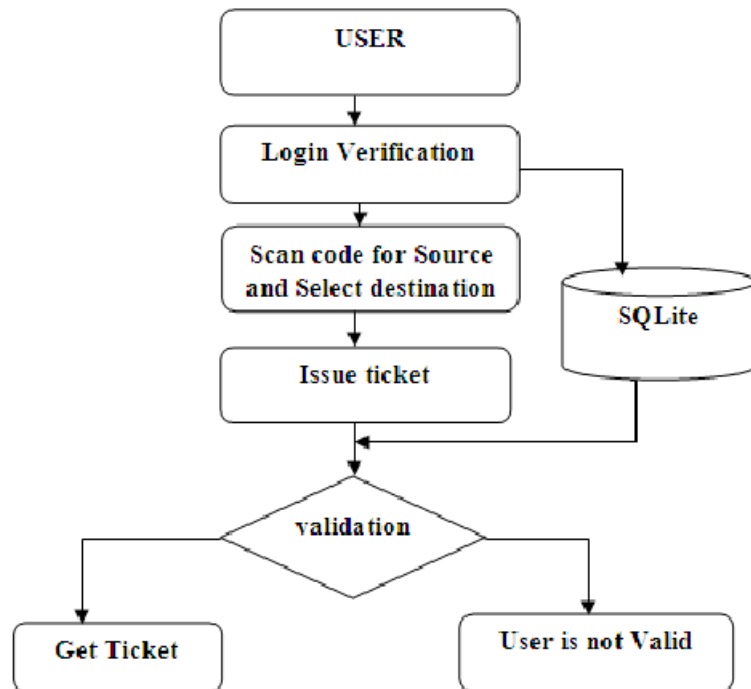 USER
Login Verification
Scan code for Source
and Select destination
SQLite
Issue ticket
validation
Get Ticket
User is not Valid